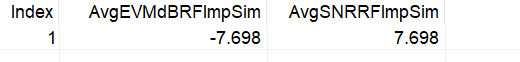 Index AvgEVMdBRFImpSim AvgSNRRFImpSim
1 -7.698 7.698